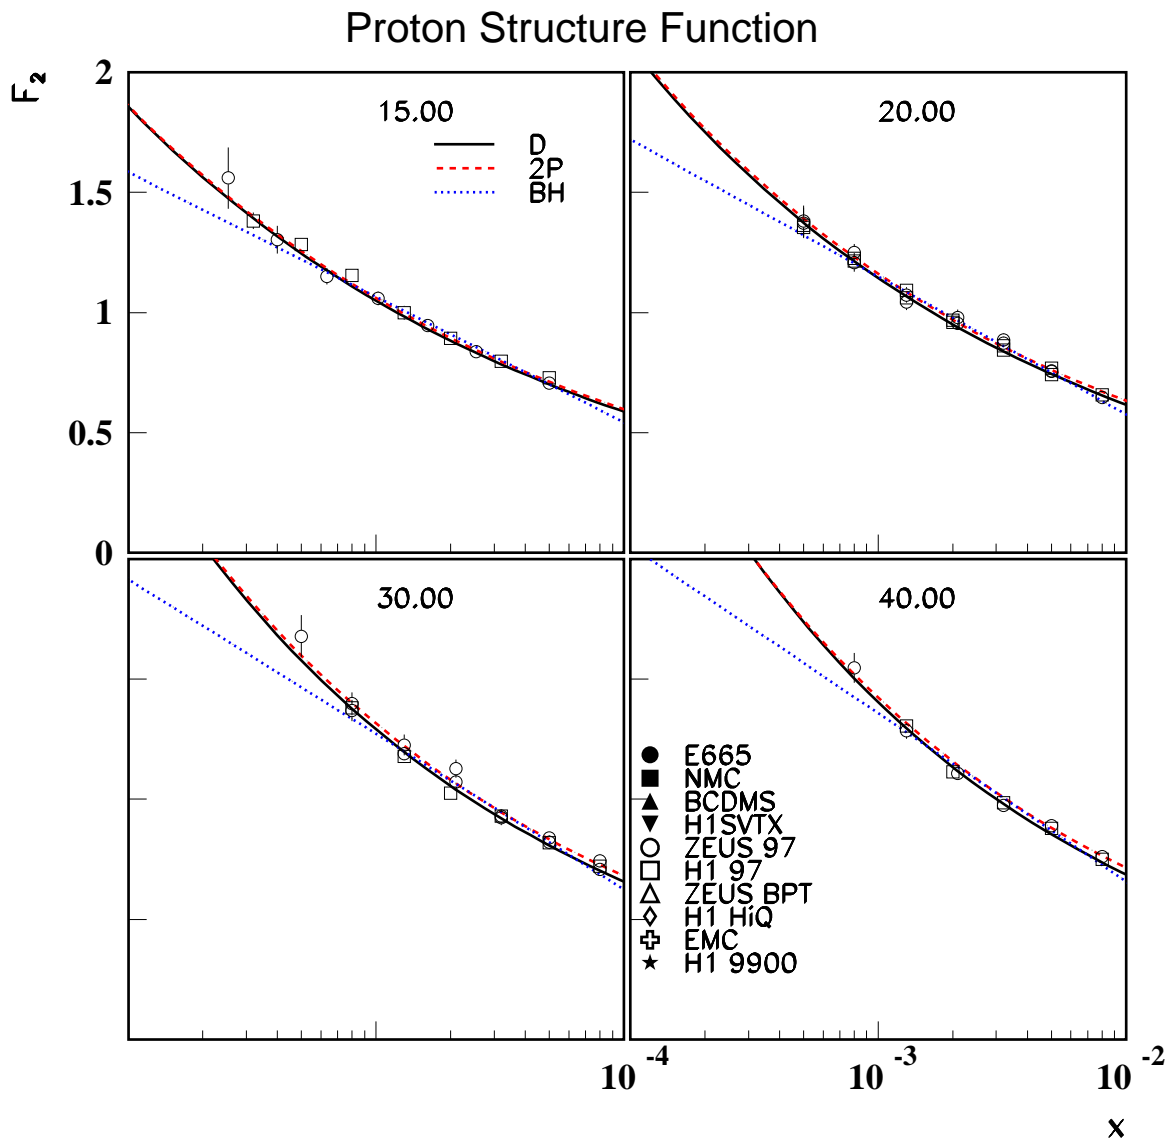 Proton Structure Function
F2
2
1.5
1
0.5
0
15.00
D
2P
BH
20.00
30.00
40.00
E665
NMC
BCDMS
H1SVTX
ZEUS 97
H1 97
ZEUS BPT
H1 HiQ
EMC
H1 9900
10 -4
10 -3
10 -2
x